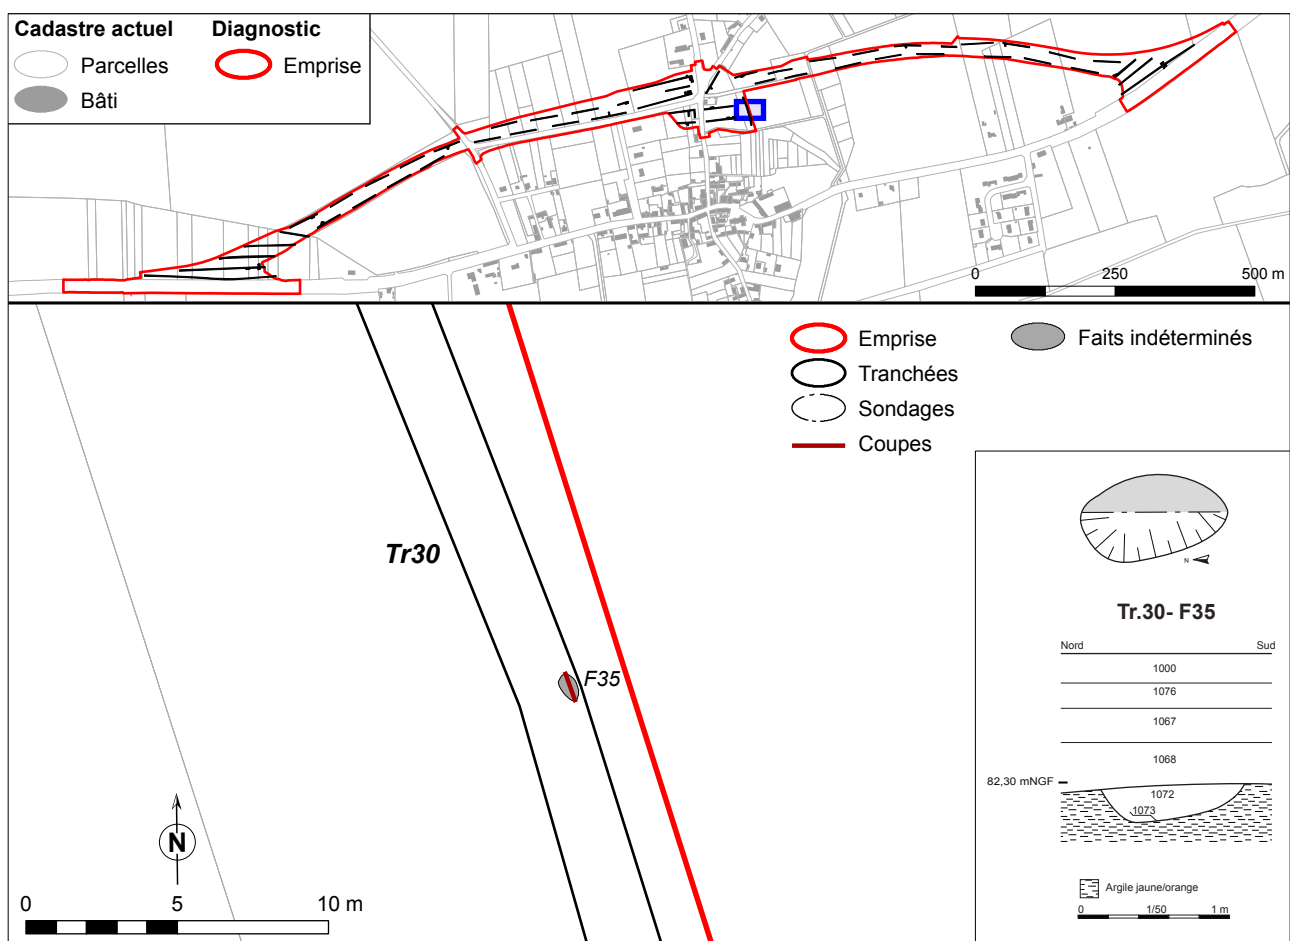 Cadastre actuel
Diagnostic
Parcelles
Emprise
Bâti
0 250 500 m
Emprise
Faits indéterminés
Tranchées
Sondages
Coupes
Tr30
F35
N
0 5 10 m
N
Tr.30- F35
Nord Sud
1000
1076
1067
1068
82,30 mNGF
1072
1073
Argile jaune/orange
0 1/50 1 m